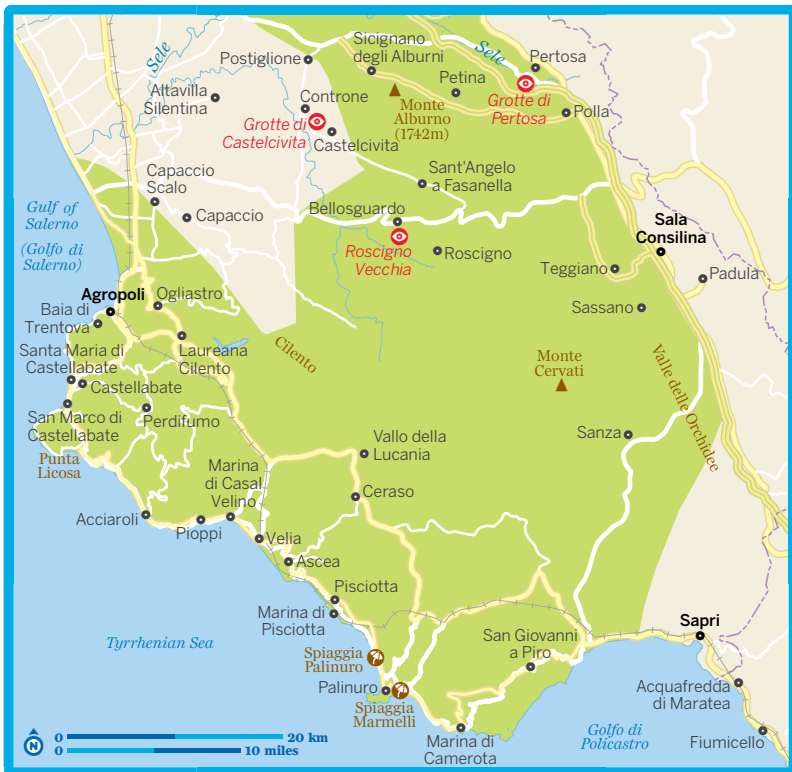 Sele
Postiglione
Sicignano
degli Alburni
Sele
Pertosa
Altavilla
Silentina
Controne
Petina
Grotte di
Pertosa
Monte
Alburno
(1742m)
Polla
Grotte di
Castelcivita
Castelcivita
Capaccio
Scalo
Sant'Angelo
a Fasanella
Gulf of
Salerno
(Golfo di
Salerno)
Capaccio
Bellosguardo
Roscigno
Vecchia
Roscigno
Sala
Consilina
Teggiano
Padula
Agropoli
Ogliastro
Baia di
Trentova
Sassano
Santa Maria di
Castellabate
Laureana
Cilento
Cilento
Monte
Cervati
Valle delle Orchidee
Castellabate
San Marco di
Castellabate
Perdifumo
Sanza
Punta
Licosa
Marina
di Casal
Velino
Vallo della
Lucania
Ceraso
Acciaroli
Pioppi
Velia
Ascea
Pisciotta
Marina di
Pisciotta
Tyrrhenian Sea
Spiaggia
Palinuro
San Giovanni
a Piro
Sapri
Palinuro
Spiaggia
Marmelli
Acquafredda
di Maratea
Marina di
Camerota
Golfo di
Policastro
Fiumicello
N
0 20 km
0 10 miles